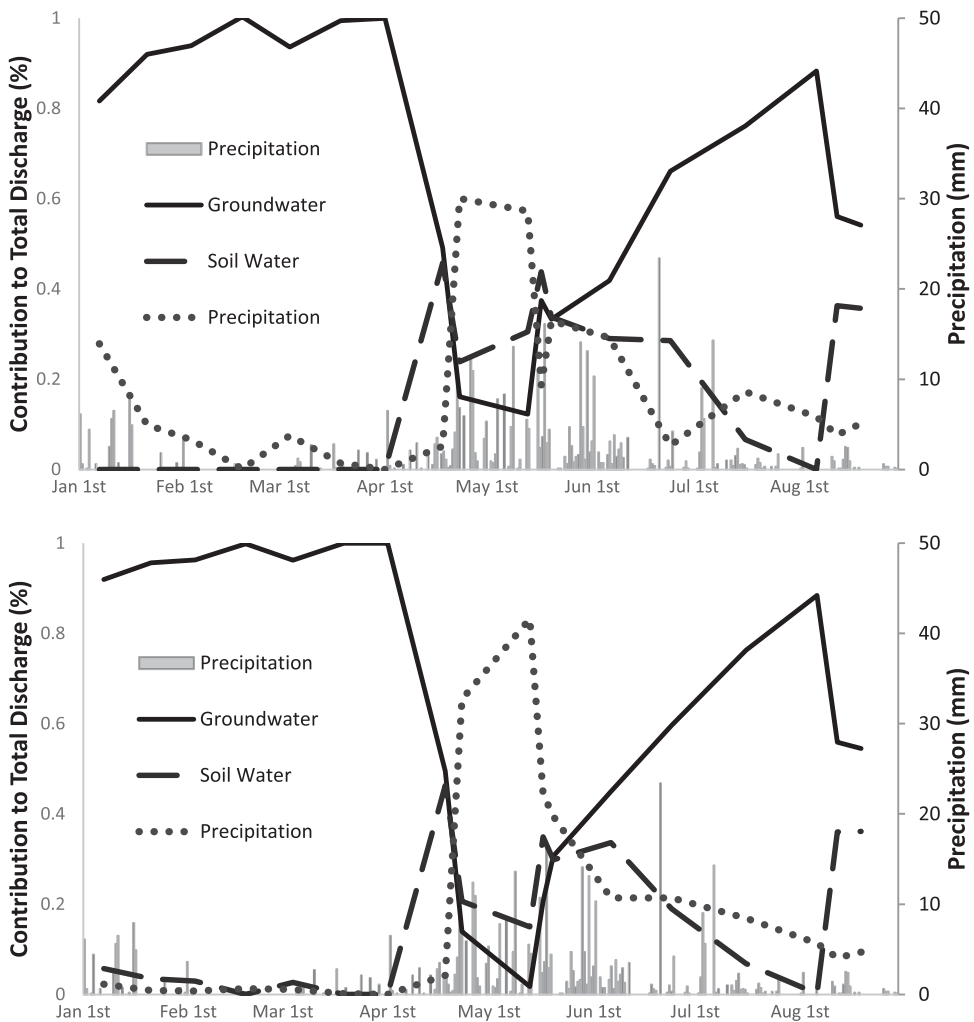 1
0.8
0.6
0.4
0.2
0
Contribution to Total Discharge (%)
Precipitation
Groundwater
Soil Water
Precipitation
50
40
30
20
10
0
Precipitation (mm)
Jan 1st Feb 1st Mar 1st Apr 1st May 1st Jun 1st Jul 1st Aug 1st
1
0.8
0.6
0.4
0.2
0
Contribution to Total Discharge (%)
Precipitation
Groundwater
Soil Water
Precipitation
50
40
30
20
10
0
Precipitation (mm)
Jan 1st Feb 1st Mar 1st Apr 1st May 1st Jun 1st Jul 1st Aug 1st